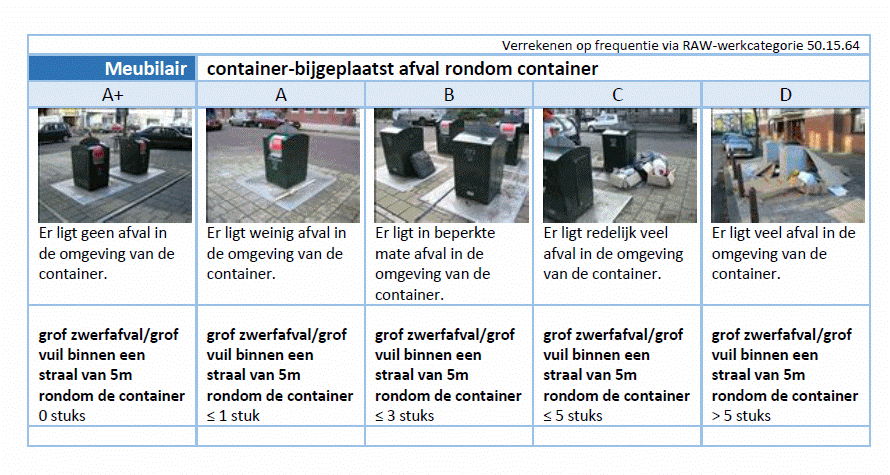 Verrekenen op frequentie via RAW-werkcategorie 50.15.64
Meubilair container-bijgeplaatst afval rondom container
A+ A B C D
Er ligt geen afval in
de omgeving van de
container.
Er ligt weinig afval in
de omgeving van de
container.
Er ligt in beperkte
mate afval in de
omgeving van de
container.
Er ligt redelijk veel
afval in de omgeving
van de container.
Er ligt veel afval in de
omgeving van de
container.
grof zwerfafval/grof
vuil binnen een
straal van 5m
rondom de container
0 stuks
grof zwerfafval/grof
vuil binnen een
straal van 5m
rondom de container
≤ 1 stuk
grof zwerfafval/grof
vuil binnen een
straal van 5m
rondom de container
≤ 3 stuks
grof zwerfafval/grof
vuil binnen een
straal van 5m
rondom de container
≤ 5 stuks
grof zwerfafval/grof
vuil binnen een
straal van 5m
rondom de container
> 5 stuks